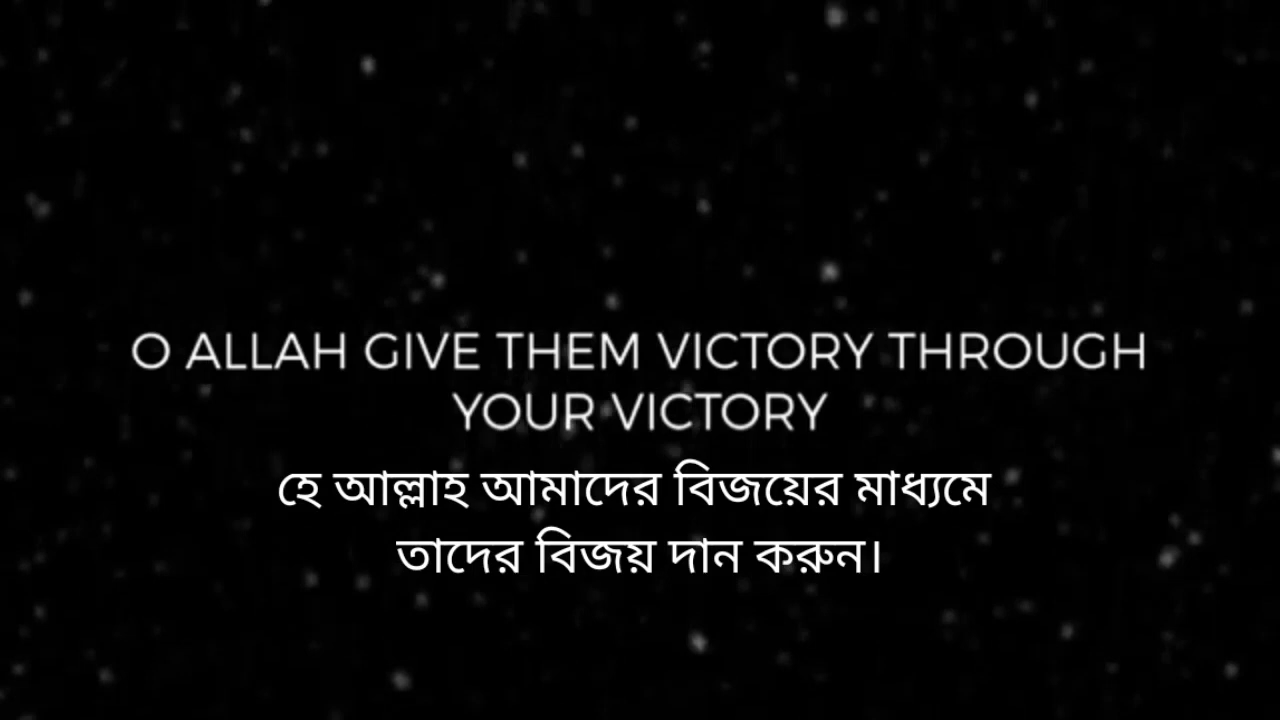 O ALLAH GIVE THEM VICTORY THROUGH
YOUR VICTORY
হে আল্লাহ আমাদের বিজয়ের মাধ্যমে
তাদের বিজয় দান করুন।